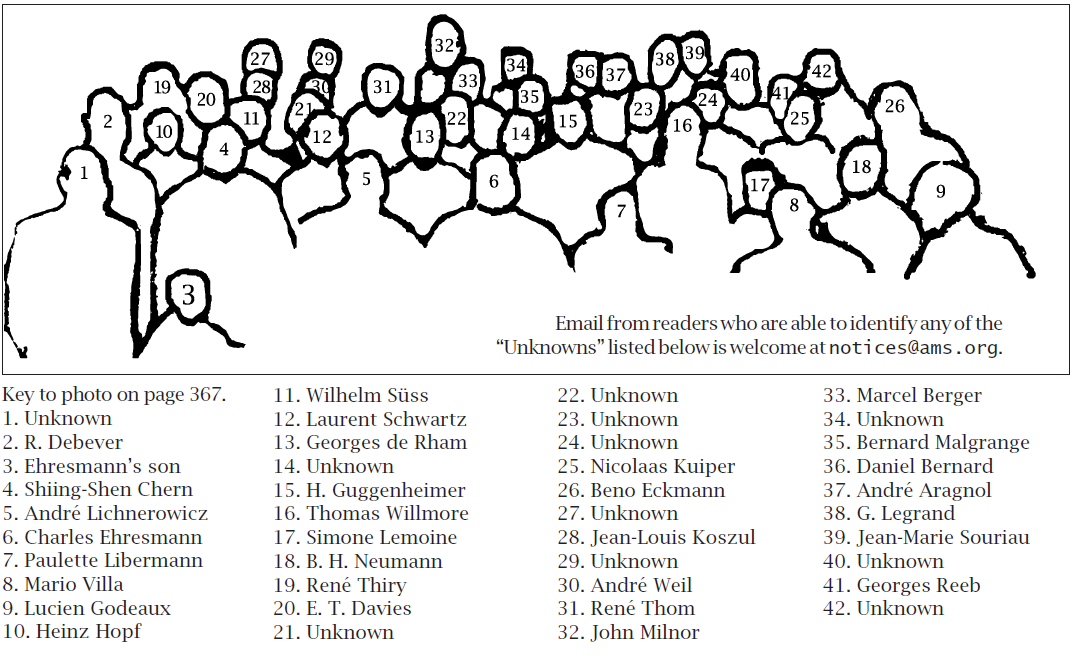 32
27
29
39
38
34
36
37
42
40
33
19
28
30
31
20
35
41
21
23
24
26
2
10
11
22
25
12
13
14
15
16
4
1
5
6
18
17
9
7
8
3
Email from readers who are able to identify any of the
“Unknowns” listed below is welcome at notices@ams.org.
Key to photo on page 367.
1. Unknown
2. R. Debever
3. Ehresmann’s son
4. Shiing-Shen Chern
5. André Lichnerowicz
6. Charles Ehresmann
7. Paulette Libermann
8. Mario Villa
9. Lucien Godeaux
10. Heinz Hopf
11. Wilhelm Süss
12. Laurent Schwartz
13. Georges de Rham
14. Unknown
15. H. Guggenheimer
16. Thomas Willmore
17. Simone Lemoine
18. B. H. Neumann
19. René Thiry
20. E. T. Davies
21. Unknown
22. Unknown
23. Unknown
24. Unknown
25. Nicolaas Kuiper
26. Beno Eckmann
27. Unknown
28. Jean-Louis Koszul
29. Unknown
30. André Weil
31. René Thom
32. John Milnor
33. Marcel Berger
34. Unknown
35. Bernard Malgrange
36. Daniel Bernard
37. André Aragnol
38. G. Legrand
39. Jean-Marie Souriau
40. Unknown
41. Georges Reeb
42. Unknown